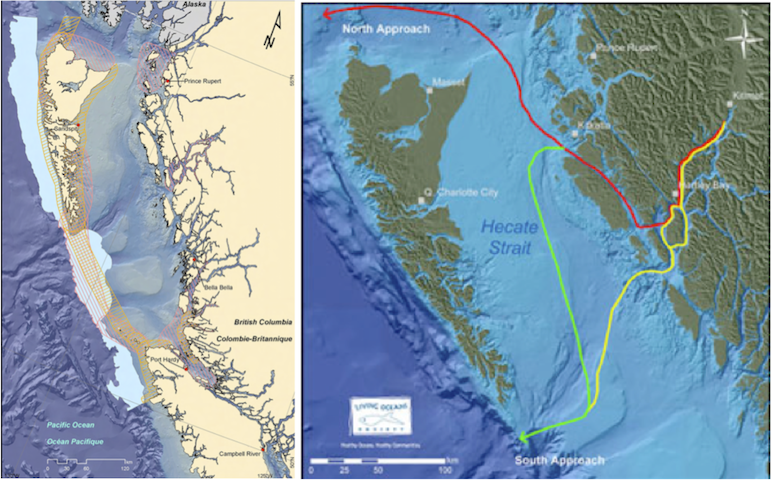 Alaska
N
Prince Rupert
Sandspit
Bella Bella
British Columbia
Colombie-Britannique
Port Hardy
Pacific Ocean
Océan Pacifique
Campbell River
0
120
North Approach
Prince Rupert
Masset
Kitimat
Kitkatla
Hartley Bay
Q. Charlotte City
Hecate
Strait
LIVING OCEANS
Healthy Oceans. Healthy Communities.
South Approach
0 25 50 100 km